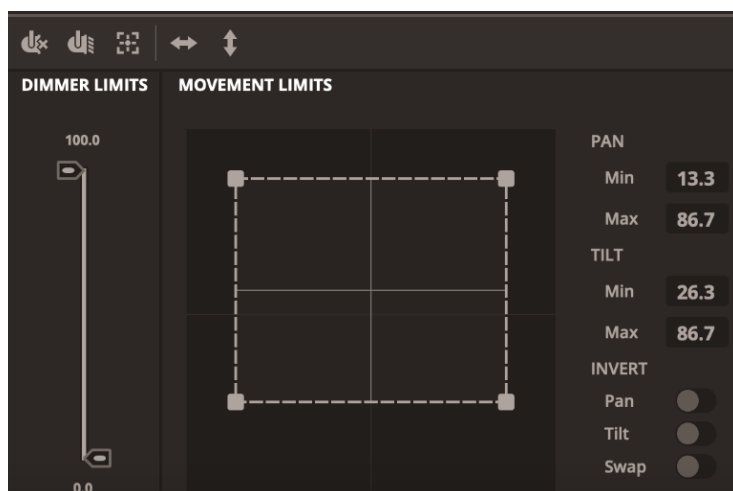 DIMMER LIMITS
MOVEMENT LIMITS
100.0
0.0
PAN
Min 13.3
Max 86.7
TILT
Min 26.3
Max 86.7
INVERT
Pan
Tilt
Swap